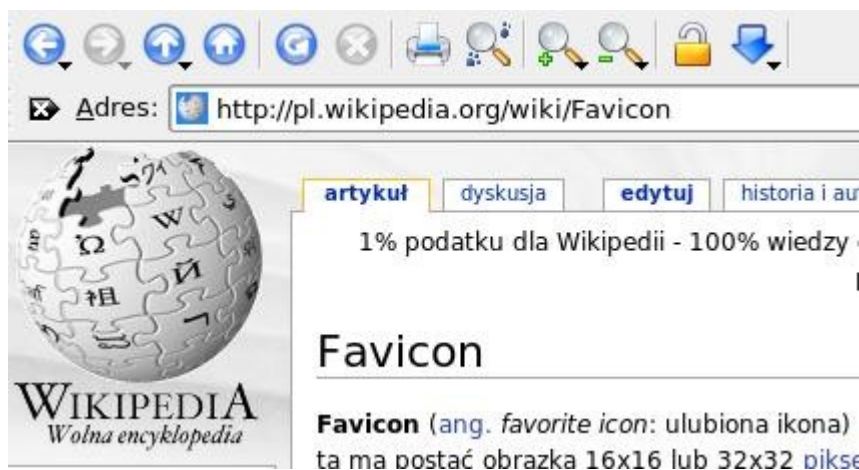 Adres: http://pl.wikipedia.org/wiki/Favicon
artykuł dyskusja edytuj historia i au
1% podatku dla Wikipedii - 100% wiedzy
Favicon
WIKIPEDIA
Wolna encyklopedia
Favicon (ang. favorite icon: ulubiona ikona)
ta ma postać obrazka 16x16 lub 32x32 pikse